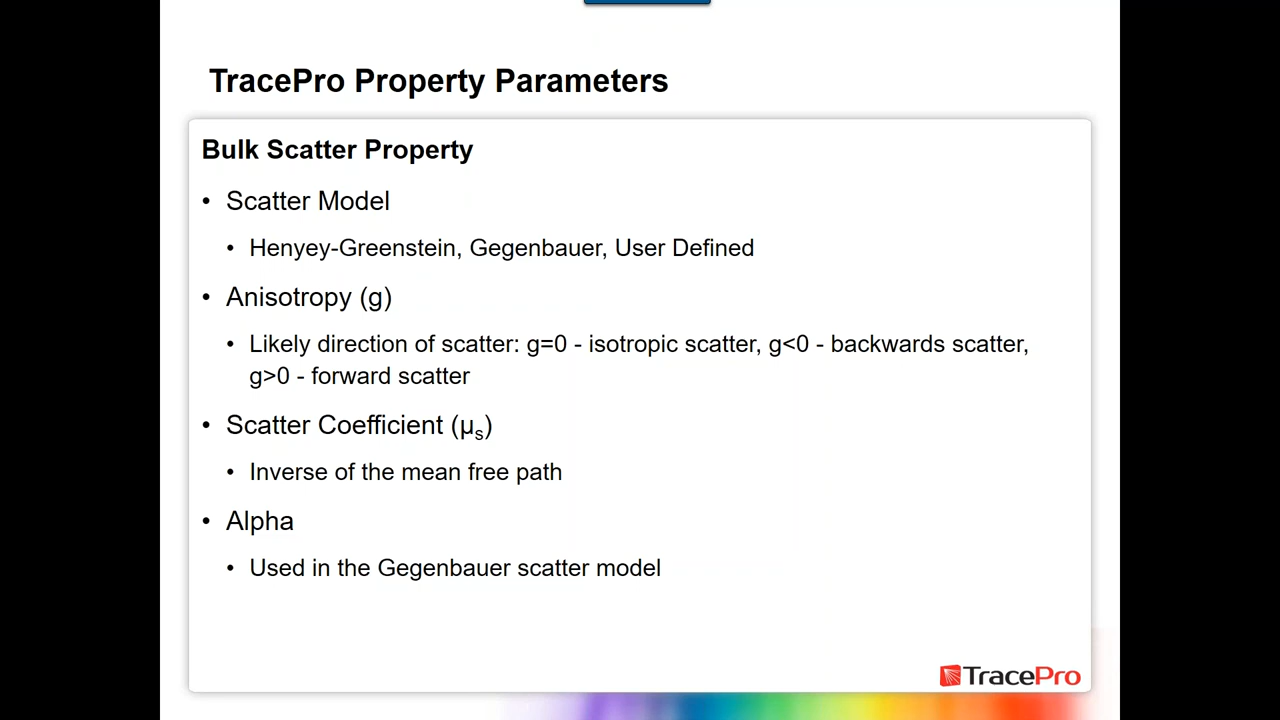 TracePro Property Parameters
Bulk Scatter Property
• Scatter Model
• Henyey-Greenstein, Gegenbauer, User Defined
• Anisotropy (g)
• Likely direction of scatter: g=0 - isotropic scatter, g<0 - backwards scatter,
g>0 - forward scatter
• Scatter Coefficient (μs)
• Inverse of the mean free path
• Alpha
• Used in the Gegenbauer scatter model
TracePro